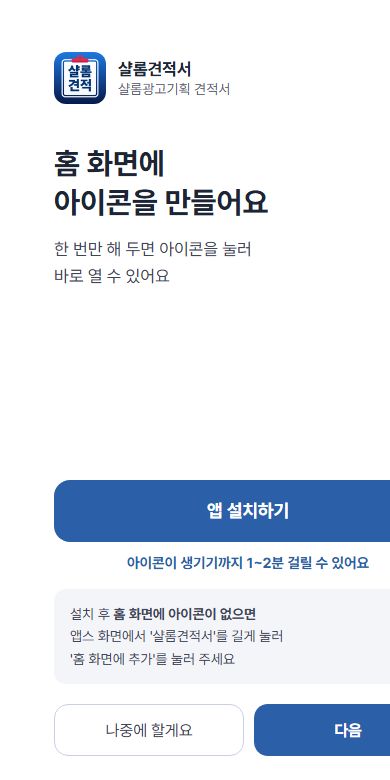 샬롬
견적
샬롬견적서
샬롬광고기획 견적서
홈 화면에
아이콘을 만들어요
한 번만 해 두면 아이콘을 눌러
바로 열 수 있어요
앱 설치하기
아이콘이 생기기까지 1~2분 걸릴 수 있어요
설치 후 홈 화면에 아이콘이 없으면
앱스 화면에서 '샬롬견적서'를 길게 눌러
'홈 화면에 추가'를 눌러 주세요
나중에 할게요
다음